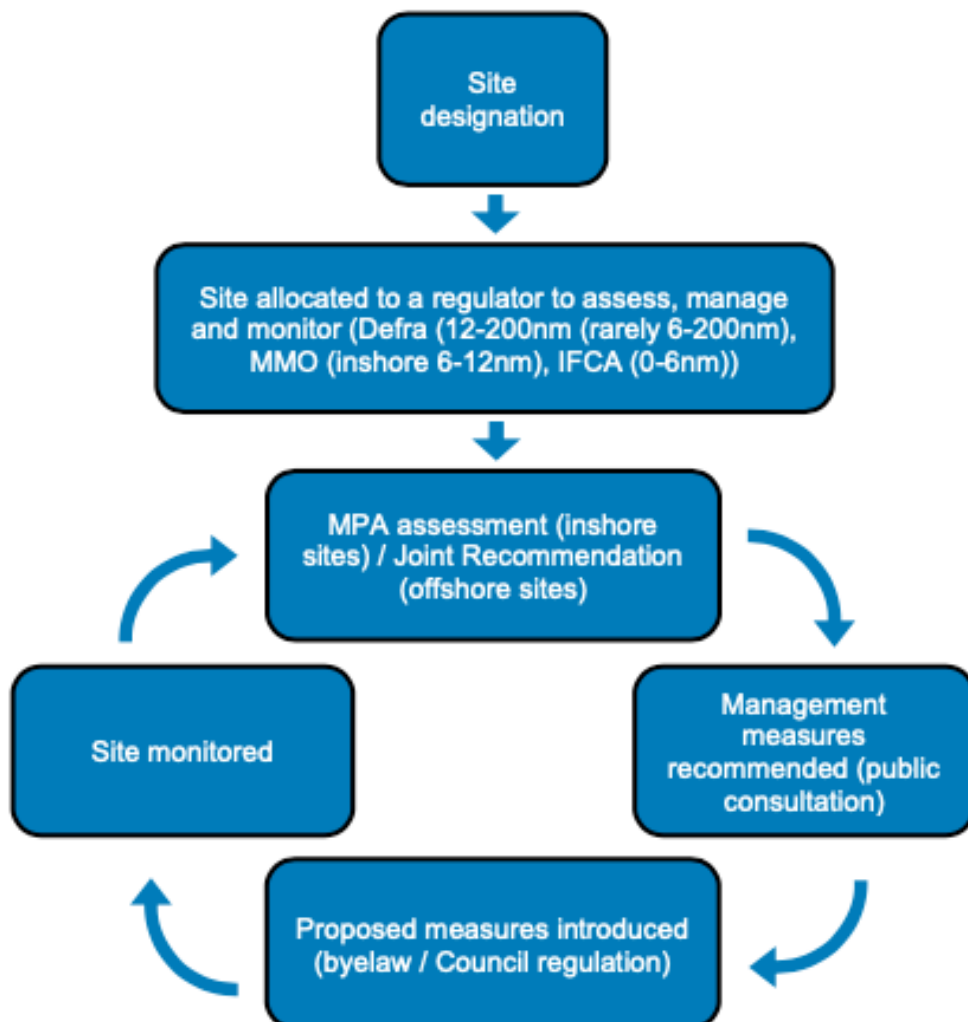 Site
designation
Site allocated to a regulator to assess, manage
and monitor (Defra (12-200nm (rarely 6-200nm),
MMO (inshore 6-12nm), IFCA (0-6nm))
MPA assessment (inshore
sites) / Joint Recommendation
(offshore sites)
Management
measures
recommended (public
consultation)
Proposed measures introduced
(byelaw / Council regulation)
Site monitored